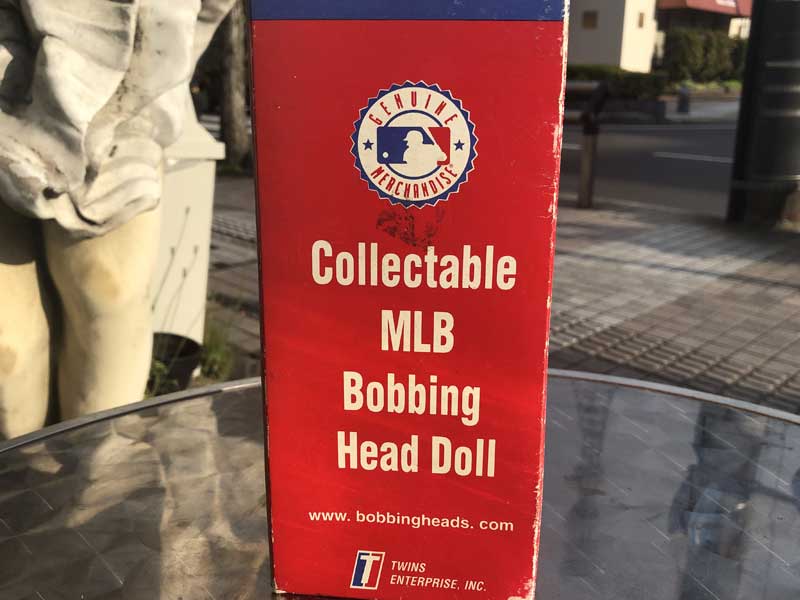 GENUINE
MERCHANDISE
Collectable
MLB
Bobbing
Head Doll
www. bobbingheads. com
T
TWINS
ENTERPRISE, INC.